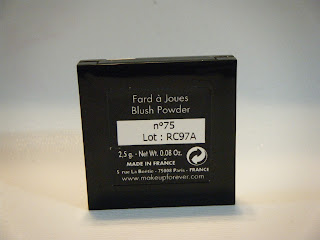 Fard à Joues
Blush Powder
n°75
Lot : RC97A
2,5 g. - Net Wt. 0.08 Oz.
MADE IN FRANCE
5 rue La Boétie - 75008 Paris - FRANCE
www.makeupforever.com